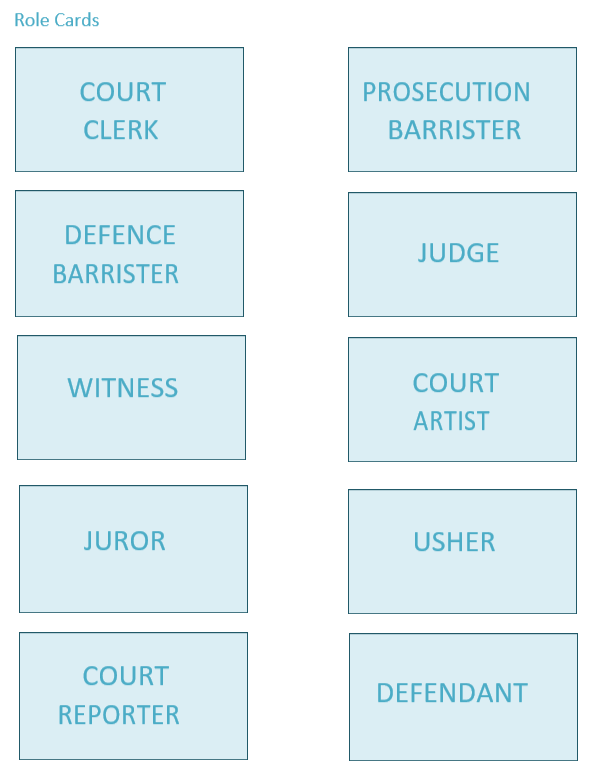 Role Cards
COURT
CLERK
PROSECUTION
BARRISTER
DEFENCE
BARRISTER
JUDGE
WITNESS
COURT
ARTIST
JUROR
USHER
COURT
REPORTER
DEFENDANT